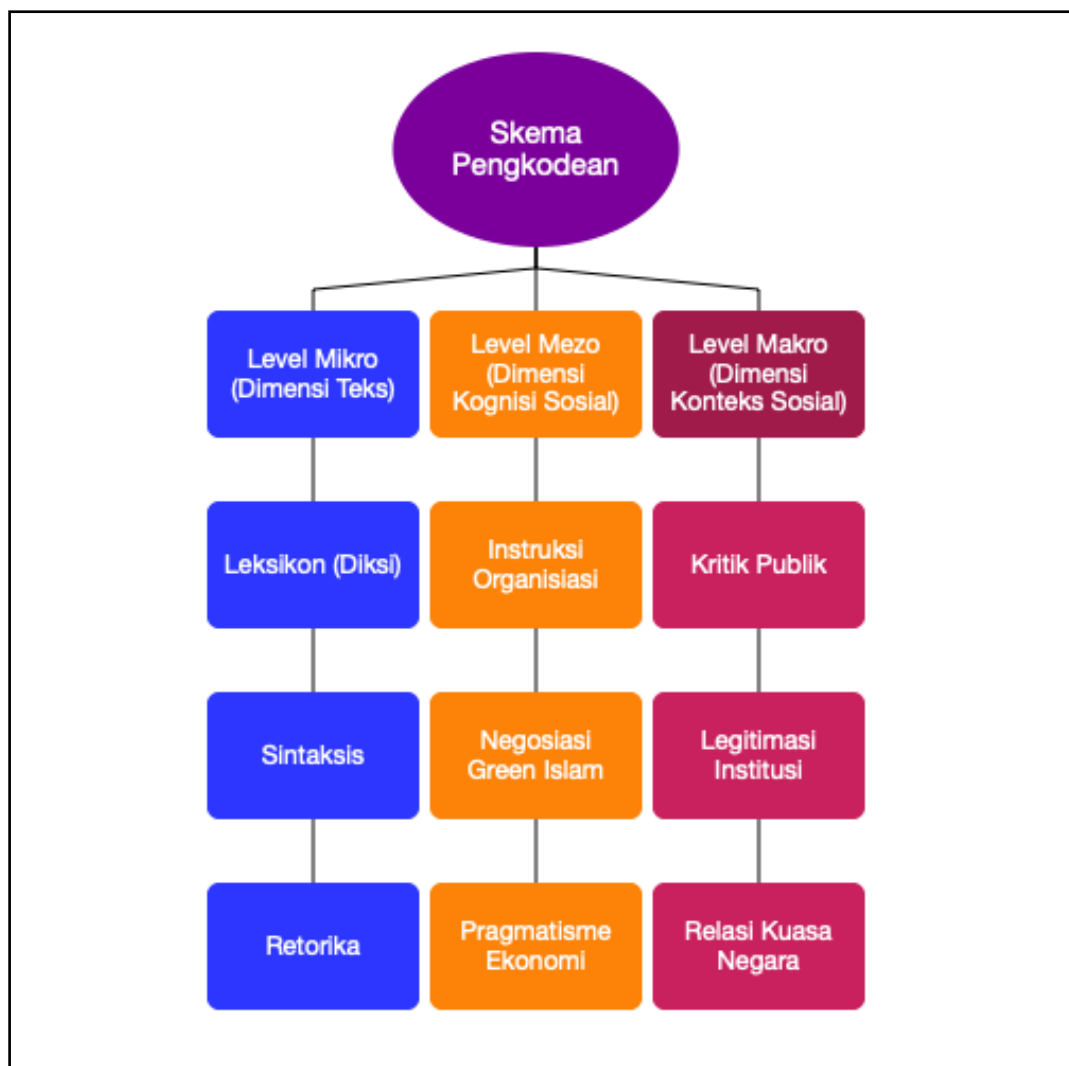 Skema
Pengkodean
Level Mikro
(Dimensi Teks)
Level Mezo
(Dimensi
Kognisi Sosial)
Level Makro
(Dimensi
Konteks Sosial)
Leksikon (Diksi)
Instruksi
Organisiasi
Kritik Publik
Sintaksis
Negosiasi
Green Islam
Legitimasi
Institusi
Retorika
Pragmatisme
Ekonomi
Relasi Kuasa
Negara